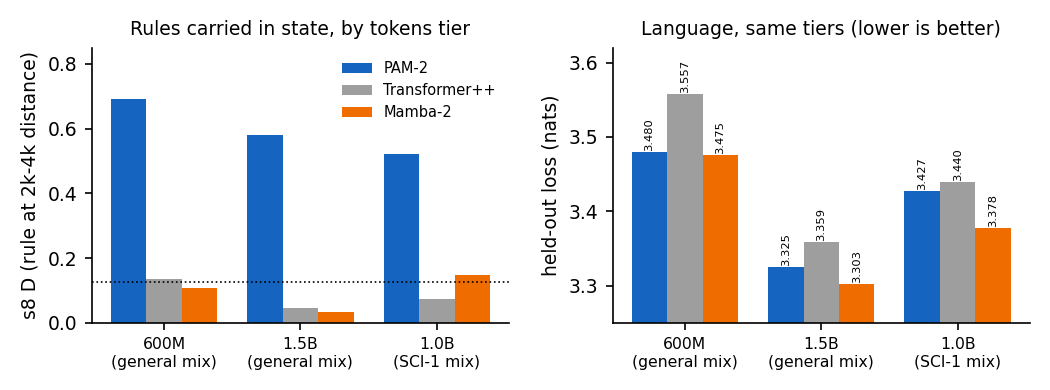 Rules carried in state, by tokens tier
s8 D (rule at 2k-4k distance)
0.8
0.6
0.4
0.2
0.0
PAM-2
Transformer++
Mamba-2
600M
(general mix)
1.5B
(general mix)
1.0B
(SCI-1 mix)
Language, same tiers (lower is better)
held-out loss (nats)
3.6
3.5
3.4
3.3
3.480
3.557
3.475
3.325
3.359
3.303
3.427
3.440
3.378
600M
(general mix)
1.5B
(general mix)
1.0B
(SCI-1 mix)